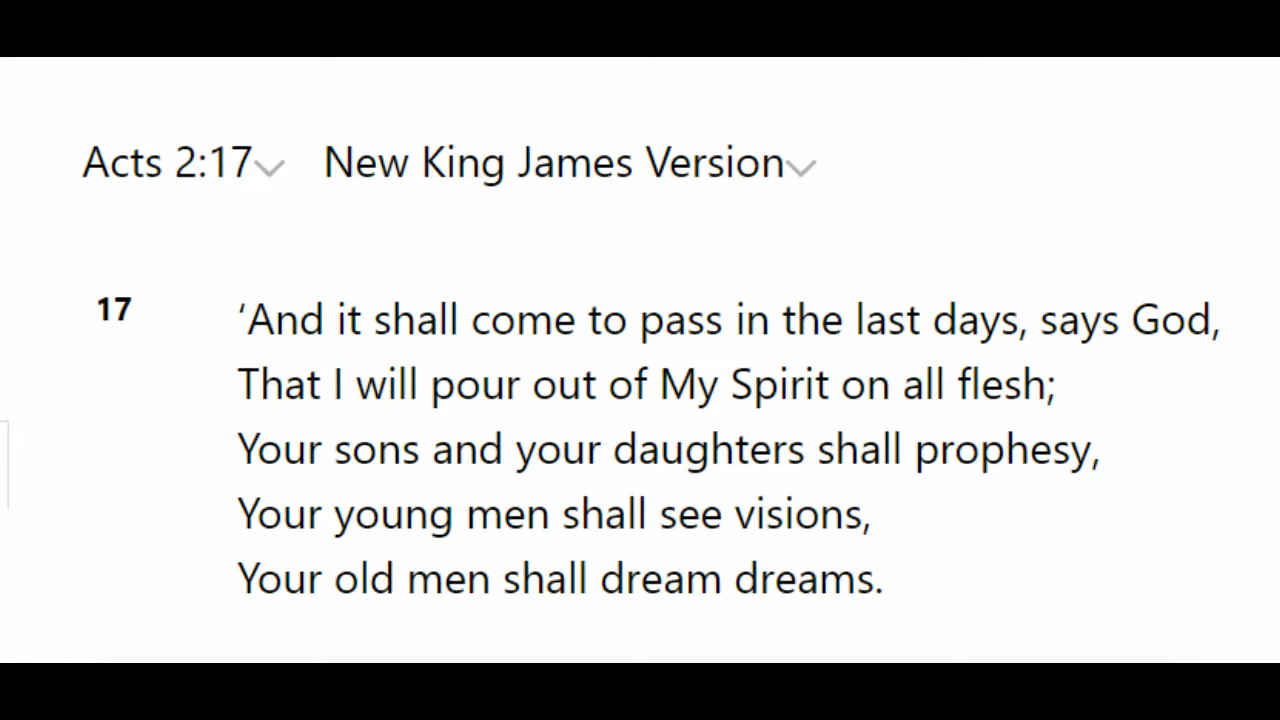 Acts 2:17 New King James Version
17 ‘And it shall come to pass in the last days, says God,
That I will pour out of My Spirit on all flesh;
Your sons and your daughters shall prophesy,
Your young men shall see visions,
Your old men shall dream dreams.